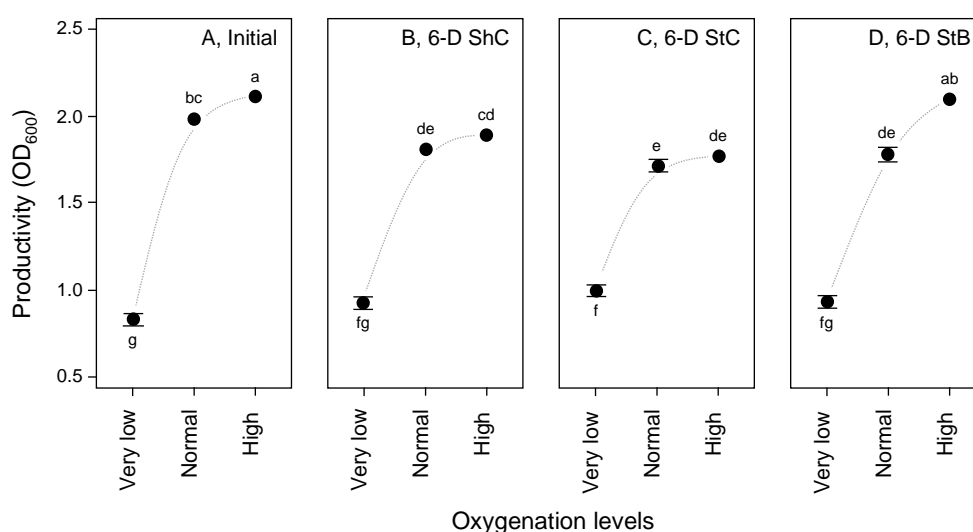 A, Initial
B, 6-D ShC
C, 6-D StC
D, 6-D StB
Productivity (OD600)
2.5
2.0
1.5
1.0
0.5
g
bc
a
fg
de
cd
f
e
de
fg
de
ab
Very low
Normal
High
Very low
Normal
High
Very low
Normal
High
Very low
Normal
High
Oxygenation levels